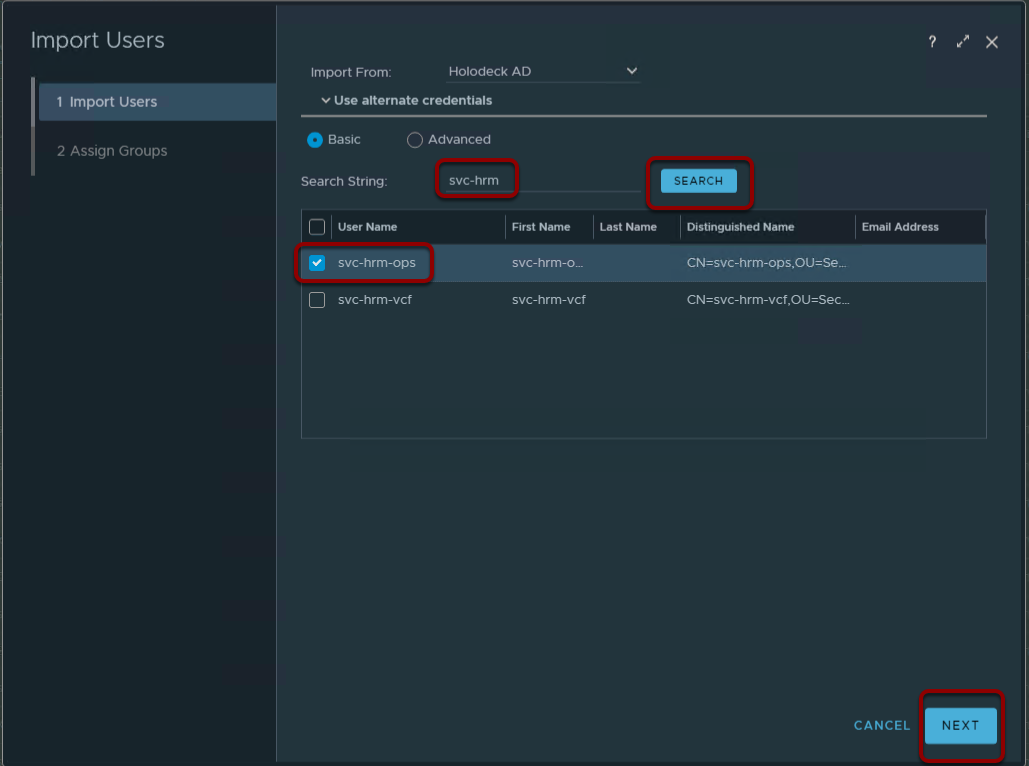 Import Users
?
Import From: Holodeck AD
Use alternate credentials
1 Import Users
Basic Advanced
2 Assign Groups
Search String: svc-hrm SEARCH
User Name First Name Last Name Distinguished Name Email Address
svc-hrm-ops svc-hrm-o... CN=svc-hrm-ops,OU=Se...
svc-hrm-vcf svc-hrm-vcf CN=svc-hrm-vcf,OU=Sec...
CANCEL NEXT